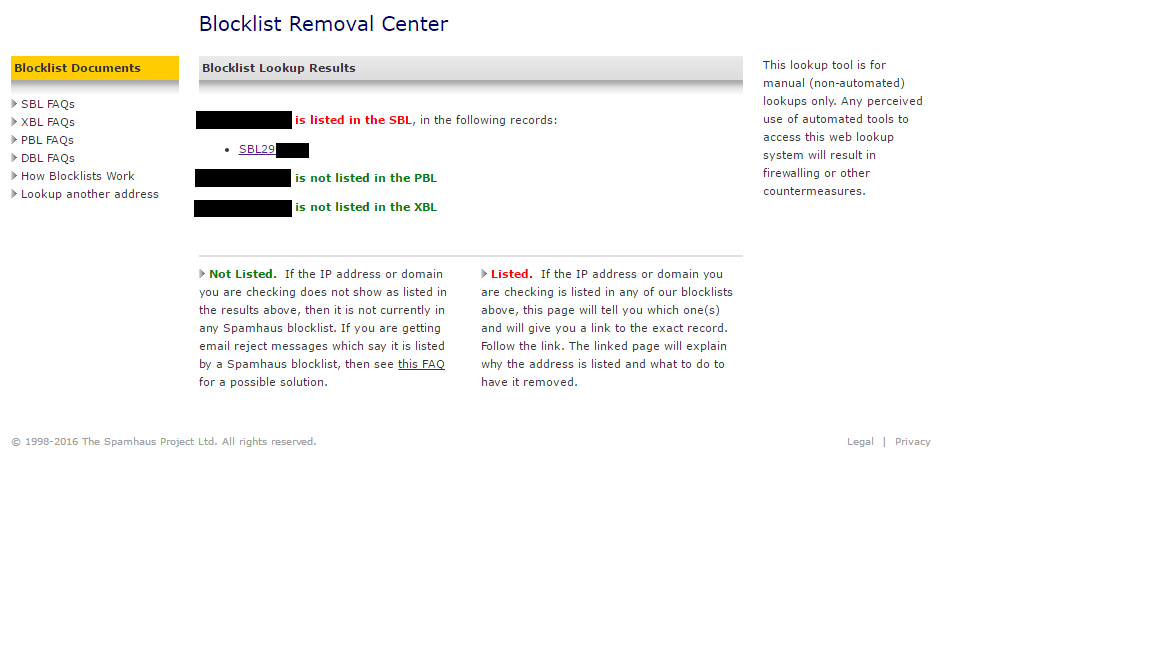 Blocklist Removal Center
Blocklist Documents
SBL FAQs
XBL FAQs
PBL FAQs
DBL FAQs
How Blocklists Work
Lookup another address
Blocklist Lookup Results
is listed in the SBL, in the following records:
• SBL29
is not listed in the PBL
is not listed in the XBL
Not Listed. If the IP address or domain
you are checking does not show as listed in
the results above, then it is not currently in
any Spamhaus blocklist. If you are getting
email reject messages which say it is listed
by a Spamhaus blocklist, then see this FAQ
for a possible solution.
Listed. If the IP address or domain you
are checking is listed in any of our blocklists
above, this page will tell you which one(s)
and will give you a link to the exact record.
Follow the link. The linked page will explain
why the address is listed and what to do to
have it removed.
This lookup tool is for
manual (non-automated)
lookups only. Any perceived
use of automated tools to
access this web lookup
system will result in
firewalling or other
countermeasures.
© 1998-2016 The Spamhaus Project Ltd. All rights reserved.
Legal | Privacy